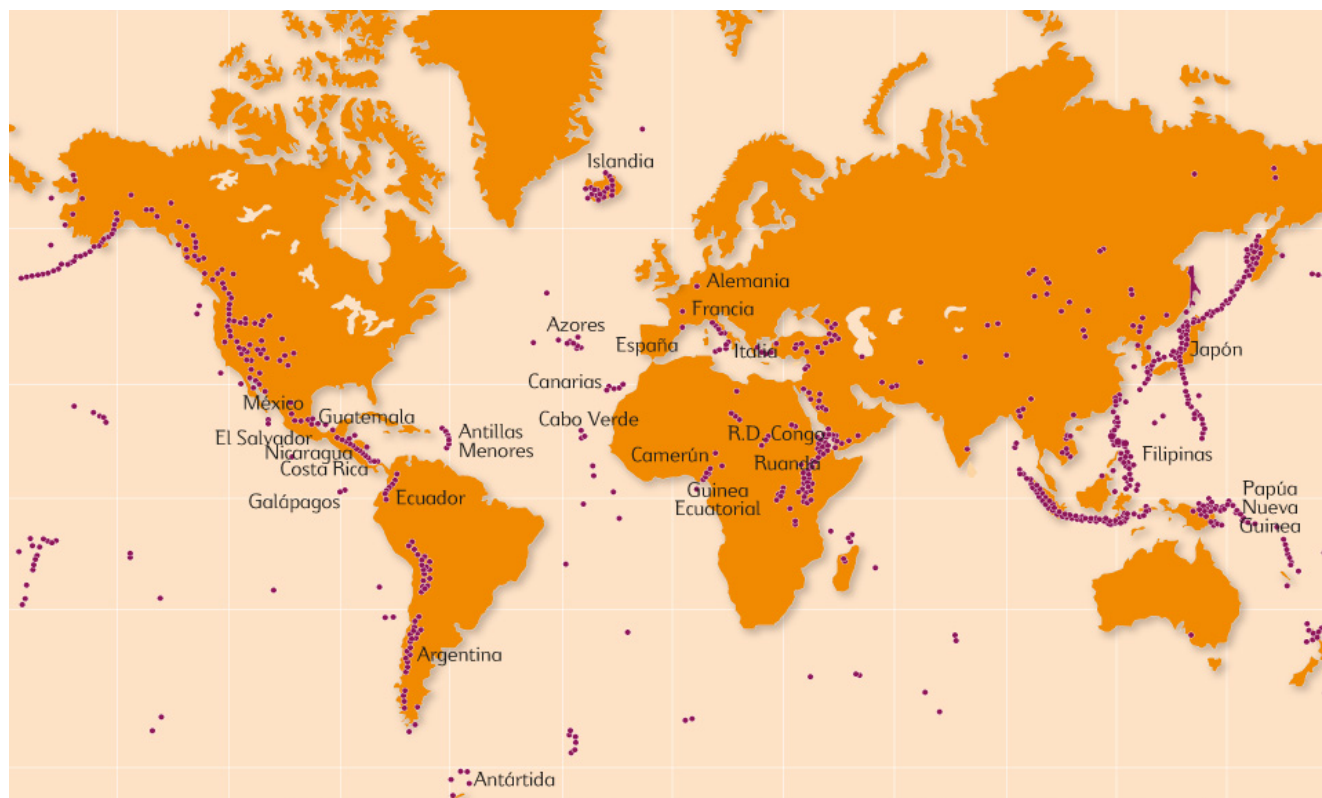 Islandia
Alemania
Francia
Azores
España
Italia
Japón
Canarias
México
Guatemala
Cabo Verde
El Salvador
Antillas
Menores
R.D. Congo
Nicaragua
Camerún
Ruanda
Filipinas
Costa Rica
Galápagos
Ecuador
Guinea
Ecuatorial
Papúa
Nueva
Guinea
Argentina
Antártida